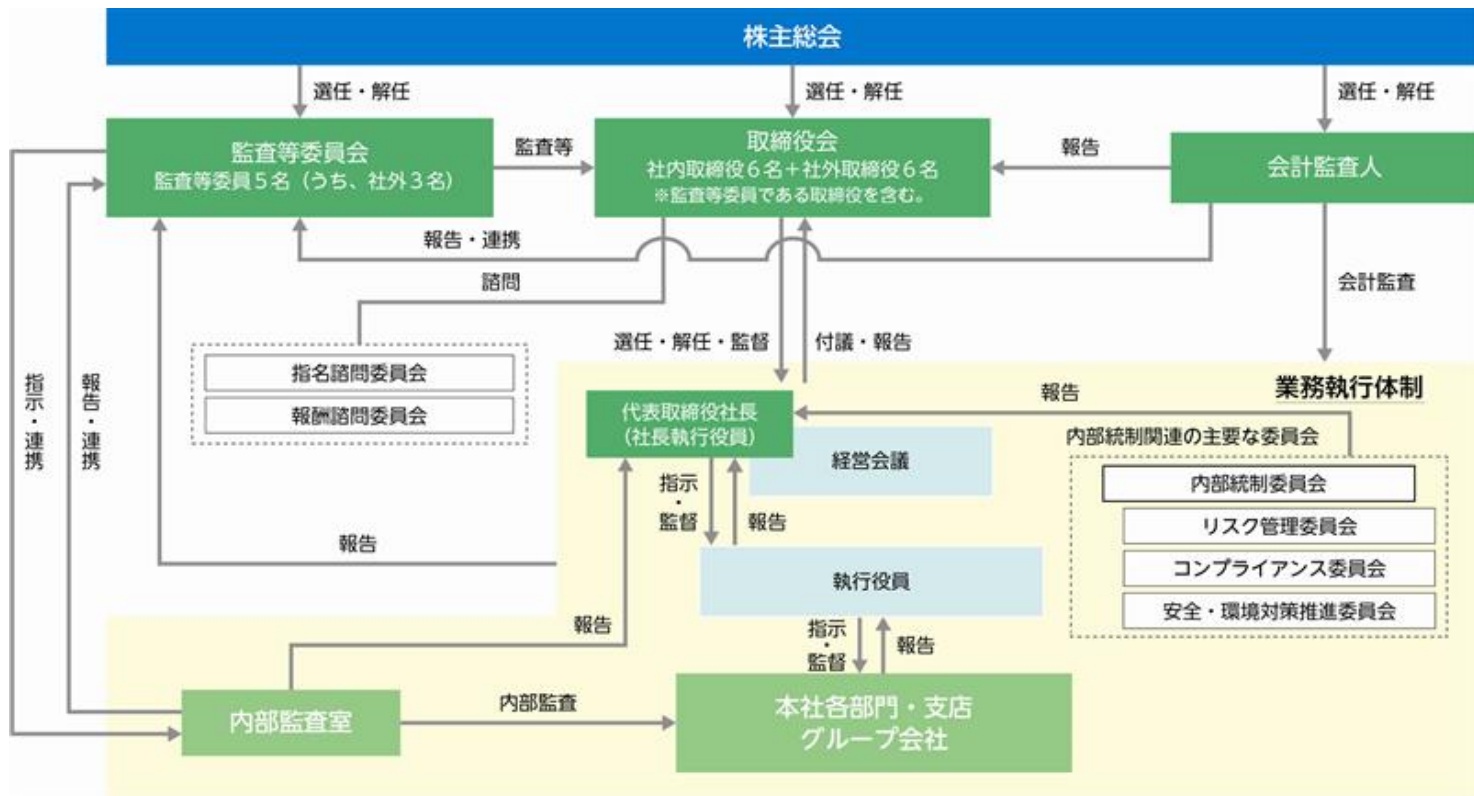 株主総会
選任・解任
選任・解任
選任・解任
監査等委員会
監査等委員5名（うち、社外3名）
監査等
取締役会
社内取締役6名＋社外取締役6名
※監査等委員である取締役を含む。
報告
会計監査人
報告・連携
諮問
会計監査
指名諮問委員会
報酬諮問委員会
選任・解任・監督
付議・報告
指示・連携
報告・連携
業務執行体制
報告
代表取締役社長
（社長執行役員）
経営会議
内部統制関連の主要な委員会
内部統制委員会
リスク管理委員会
コンプライアンス委員会
安全・環境対策推進委員会
指示
・
監督
報告
報告
執行役員
報告
指示
・
監督
報告
内部監査室
内部監査
本社各部門・支店
グループ会社